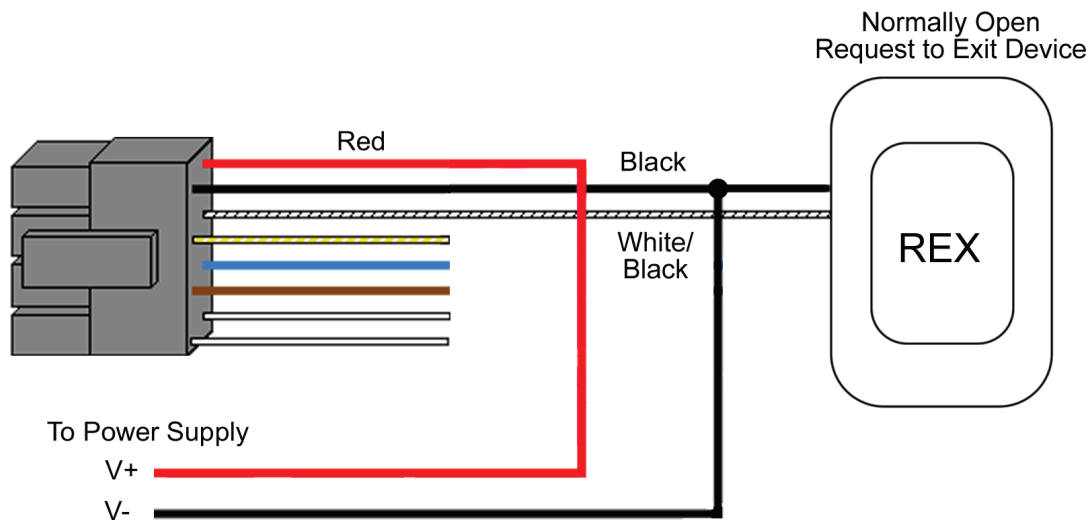 Normally Open
Request to Exit Device
Red
Black
White/
Black
REX
To Power Supply
V+
V-